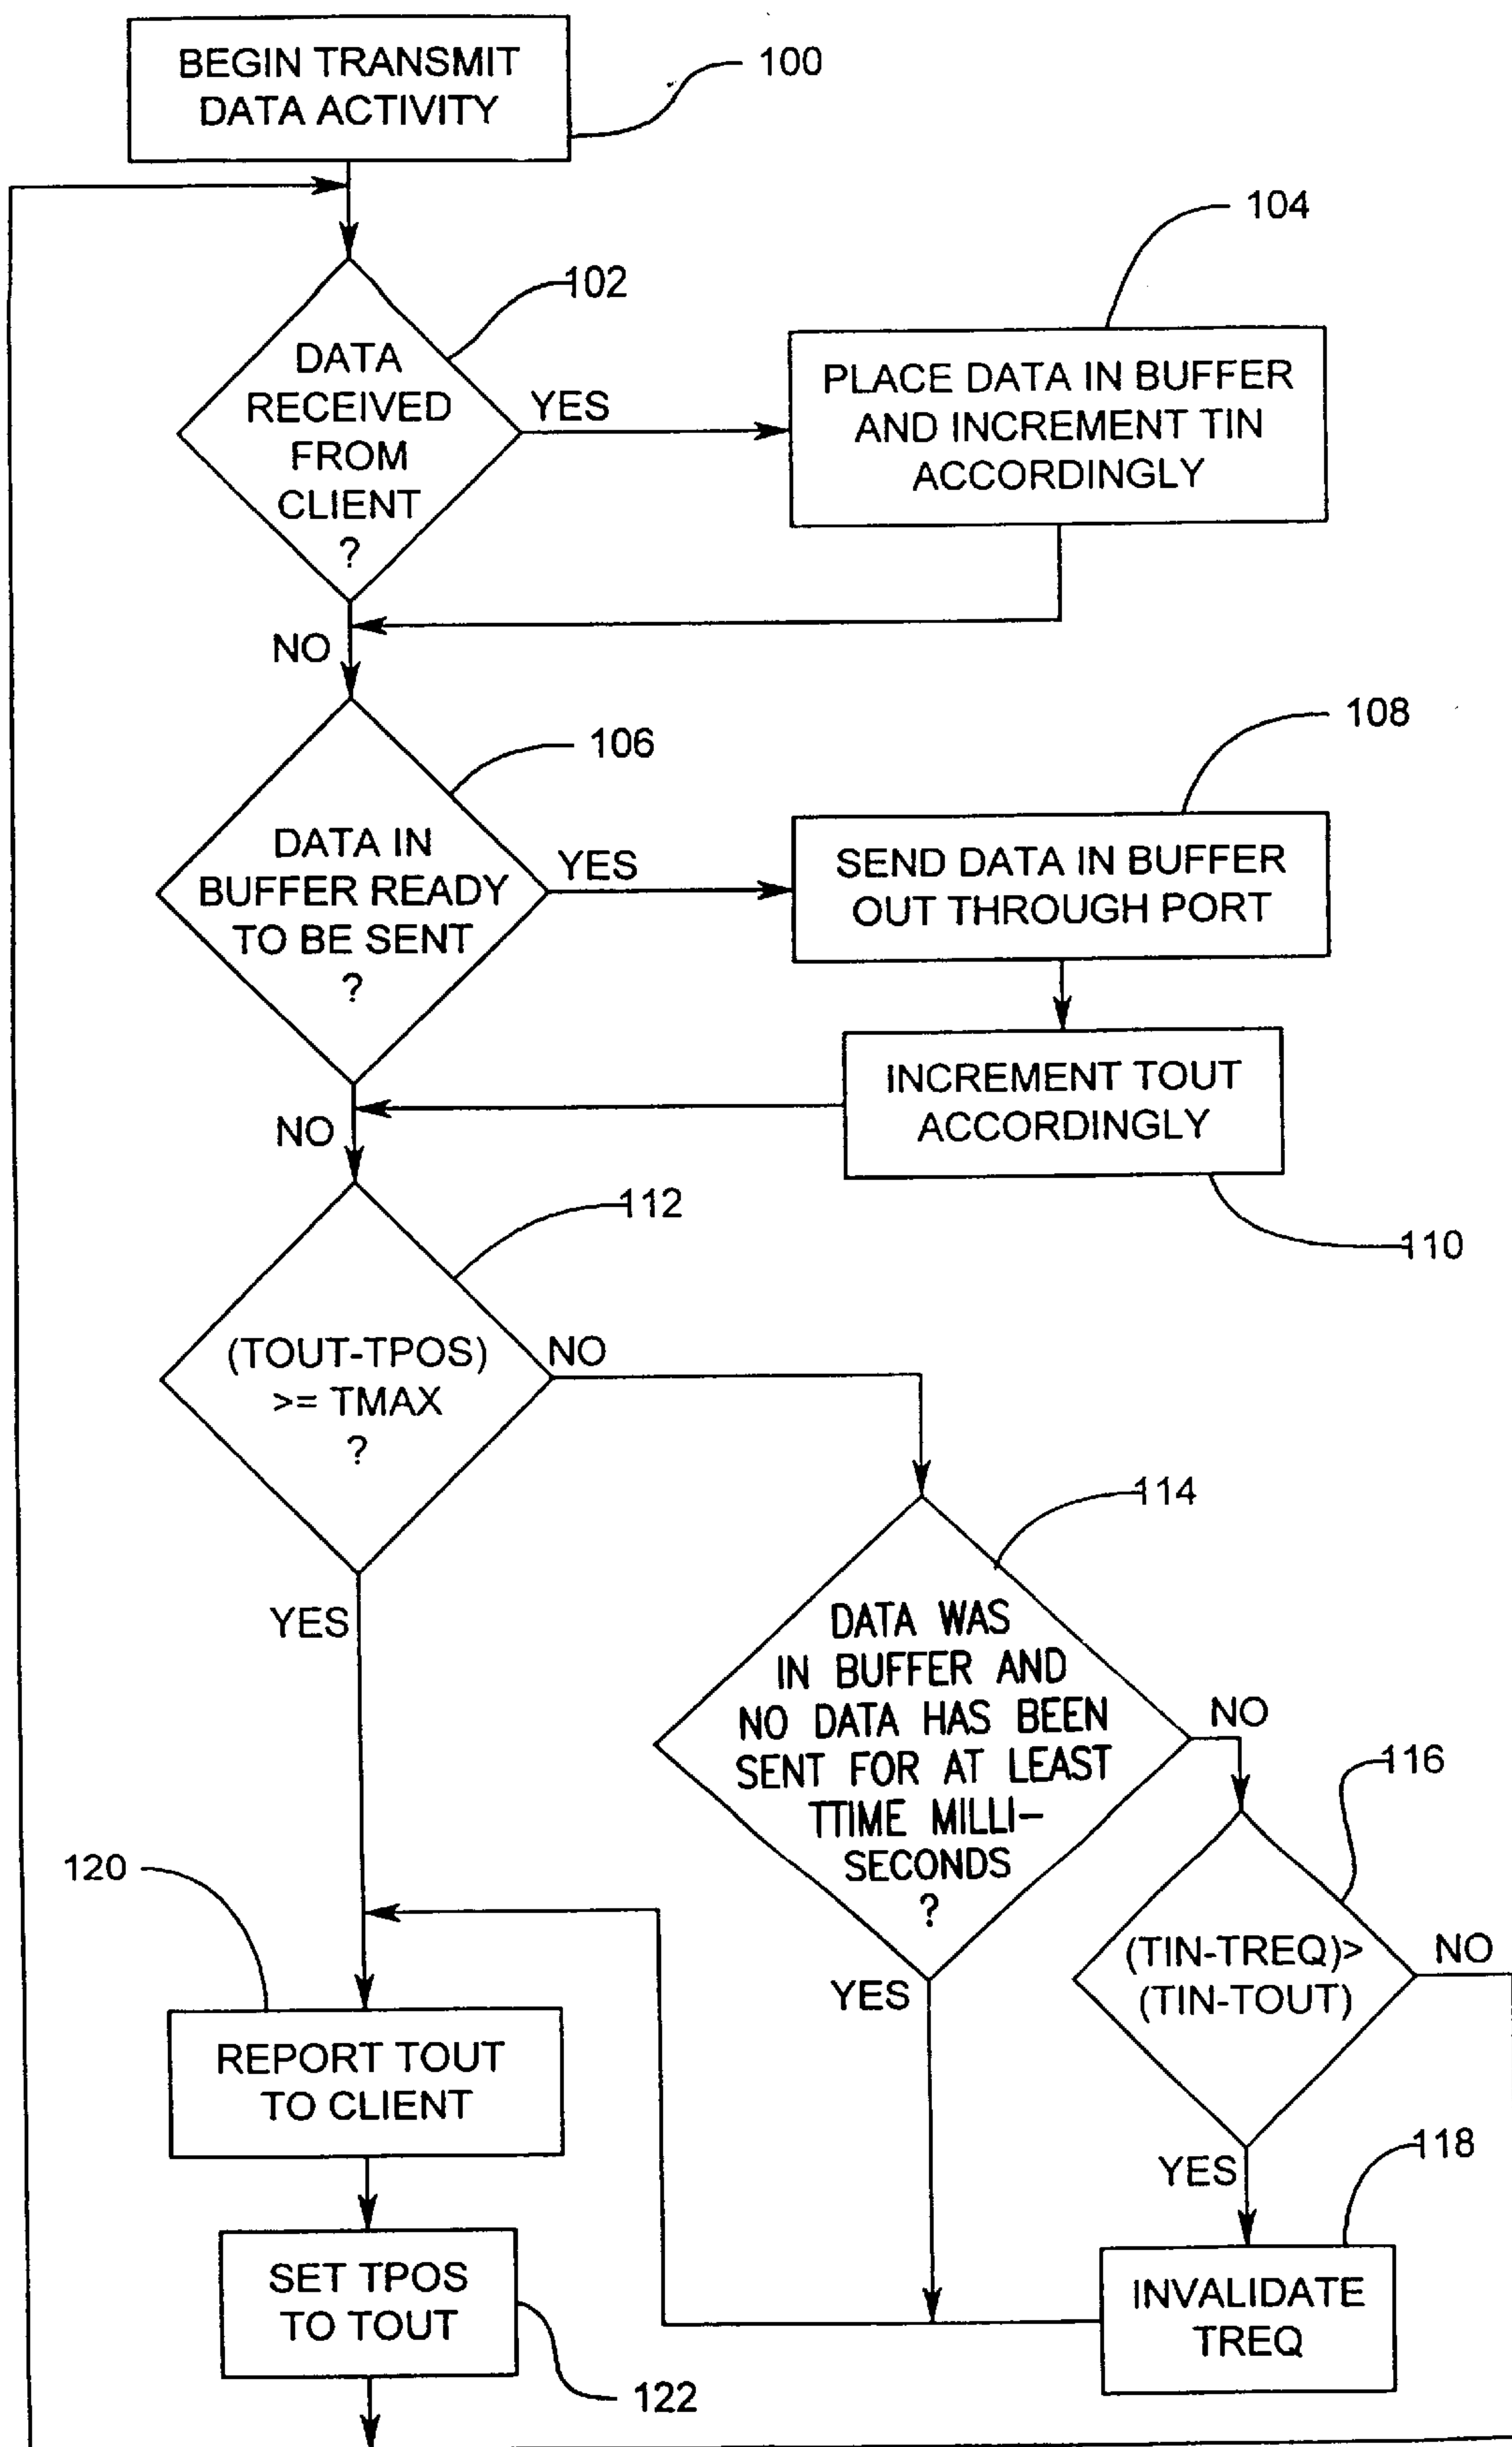 BEGIN TRANSMIT
DATA ACTIVITY
100
102
DATA
RECEIVED
FROM
CLIENT
?
YES
104
PLACE DATA IN BUFFER
AND INCREMENT TIN
ACCORDINGLY
NO
106
DATA IN
BUFFER READY
TO BE SENT
?
YES
108
SEND DATA IN BUFFER
OUT THROUGH PORT
INCREMENT TOUT
ACCORDINGLY
110
NO
112
(TOUT-TPOS)
>= TMAX
?
NO
YES
114
DATA WAS
IN BUFFER AND
NO DATA HAS BEEN
SENT FOR AT LEAST
TTIME MILLI-
SECONDS
?
NO
YES
116
(TIN-TREQ)>
(TIN-TOUT)
NO
YES
118
INVALIDATE
TREQ
120
REPORT TOUT
TO CLIENT
SET TPOS
TO TOUT
122